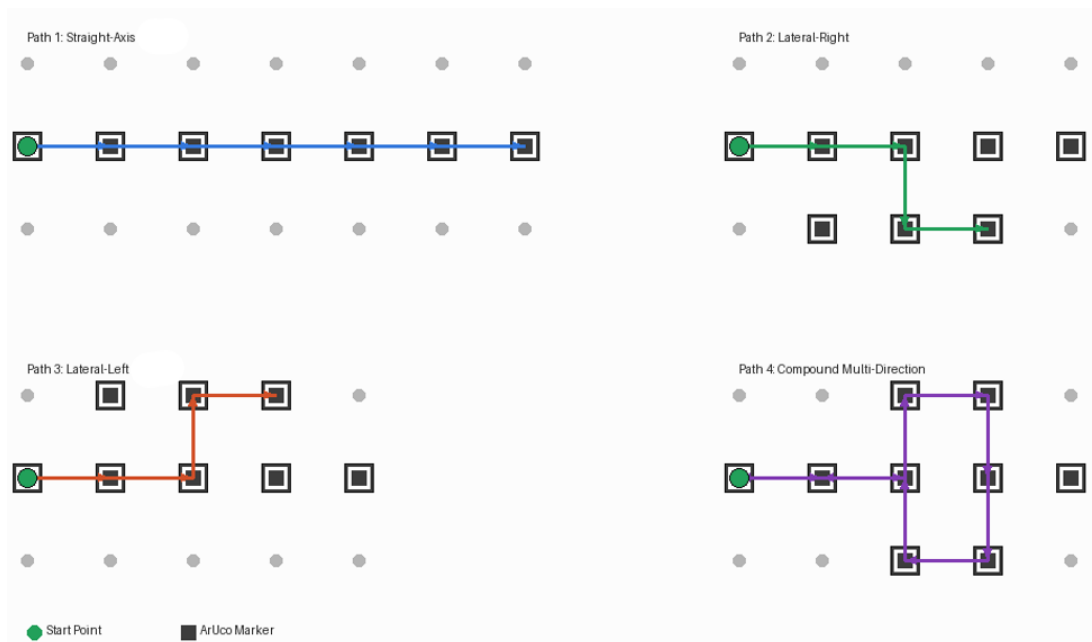 Path 1: Straight-Axis
Path 2: Lateral-Right
Path 3: Lateral-Left
Path 4: Compound Multi-Direction
Start Point
ArUco Marker